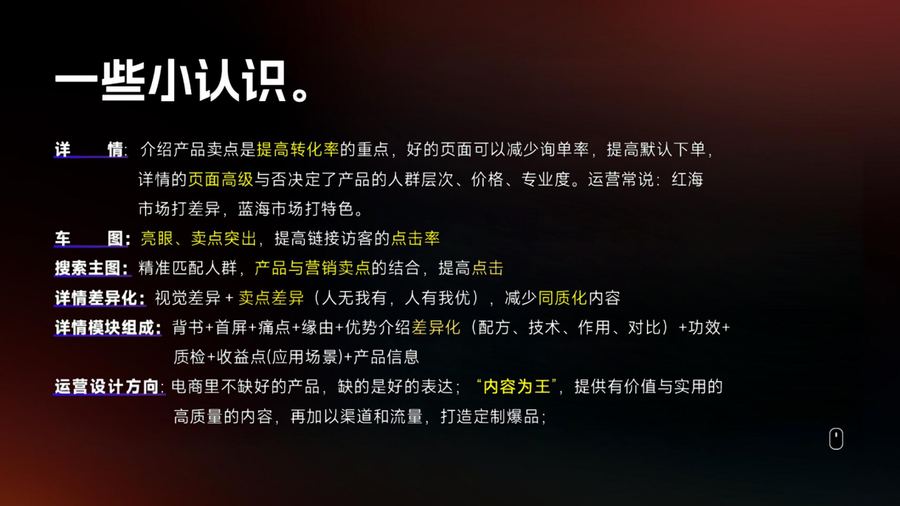 一些小认识。
详 情: 介绍产品卖点是提高转化率的重点，好的页面可以减少询单率，提高默认下单，
详情的页面高级与否决定了产品的人群层次、价格、专业度。运营常说：红海
市场打差异，蓝海市场打特色。
车 图：亮眼、卖点突出，提高链接访客的点击率
搜索主图：精准匹配人群，产品与营销卖点的结合，提高点击
详情差异化：视觉差异+卖点差异（人无我有，人有我优），减少同质化内容
详情模块组成：背书+首屏+痛点+缘由+优势介绍差异化（配方、技术、作用、对比）+功效+
质检+收益点(应用场景)+产品信息
运营设计方向: 电商里不缺好的产品，缺的是好的表达；“内容为王”，提供有价值与实用的
高质量的内容，再加以渠道和流量，打造定制爆品；